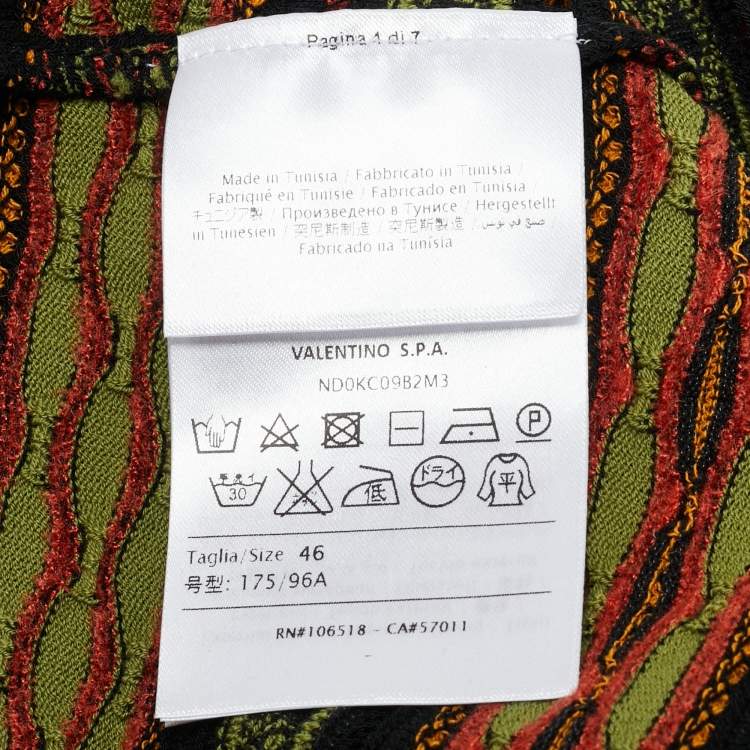 Pagina 1 di 7
Made in Tunisia / Fabbricato in Tunisia /
Fabriqué en Tunisie / Fabricado en Tunisia
チュニジア製 / Произведено в Тунисе / Hergestellt
in Tunesien / 突尼斯制造 / 突尼斯製造 / صنع في تونس /
Fabricado na Tunísia
VALENTINO S.P.A.
ND0KC09B2M3
P
30 低 ドライ 平
Taglia/Size 46
号型: 175/96A
RN#106518 - CA#57011